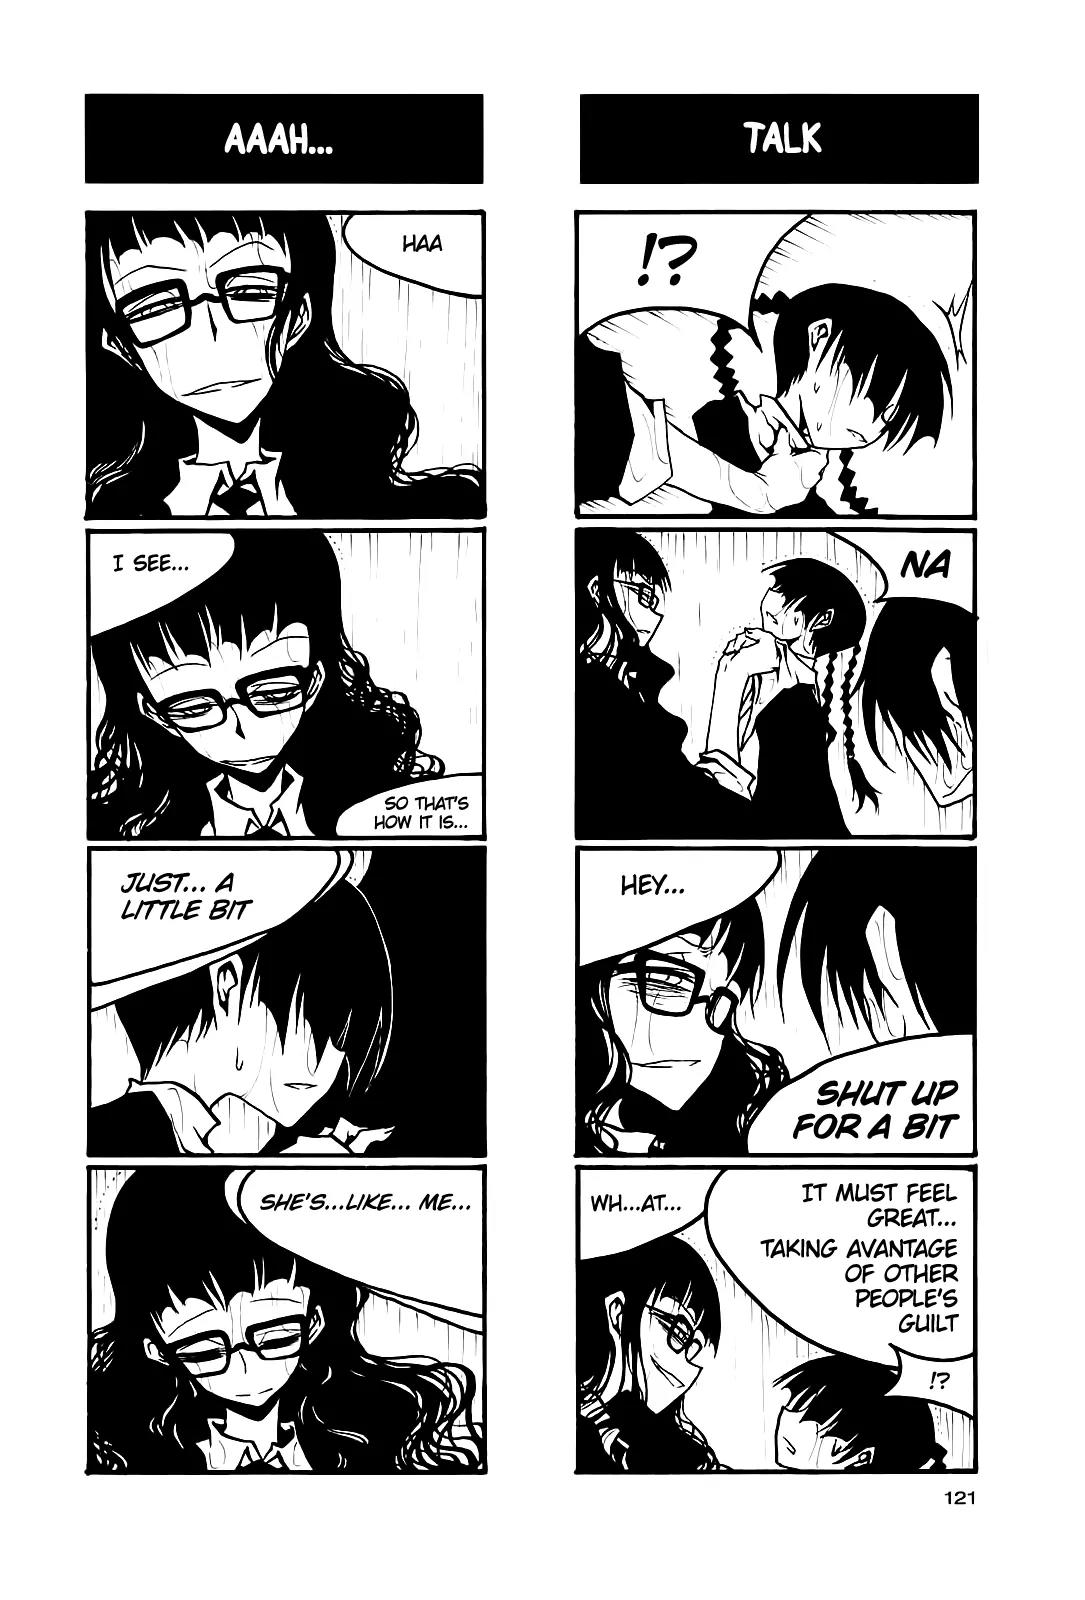 TALK
!?
NA
HEY...
SHUT UP
FOR A BIT
WH...AT...
IT MUST FEEL
GREAT...
TAKING AVANTAGE
OF OTHER
PEOPLE'S
GUILT
!?
AAAH...
HAA
I SEE...
SO THAT'S
HOW IT IS...
JUST... A
LITTLE BIT
SHE'S...LIKE... ME...
121